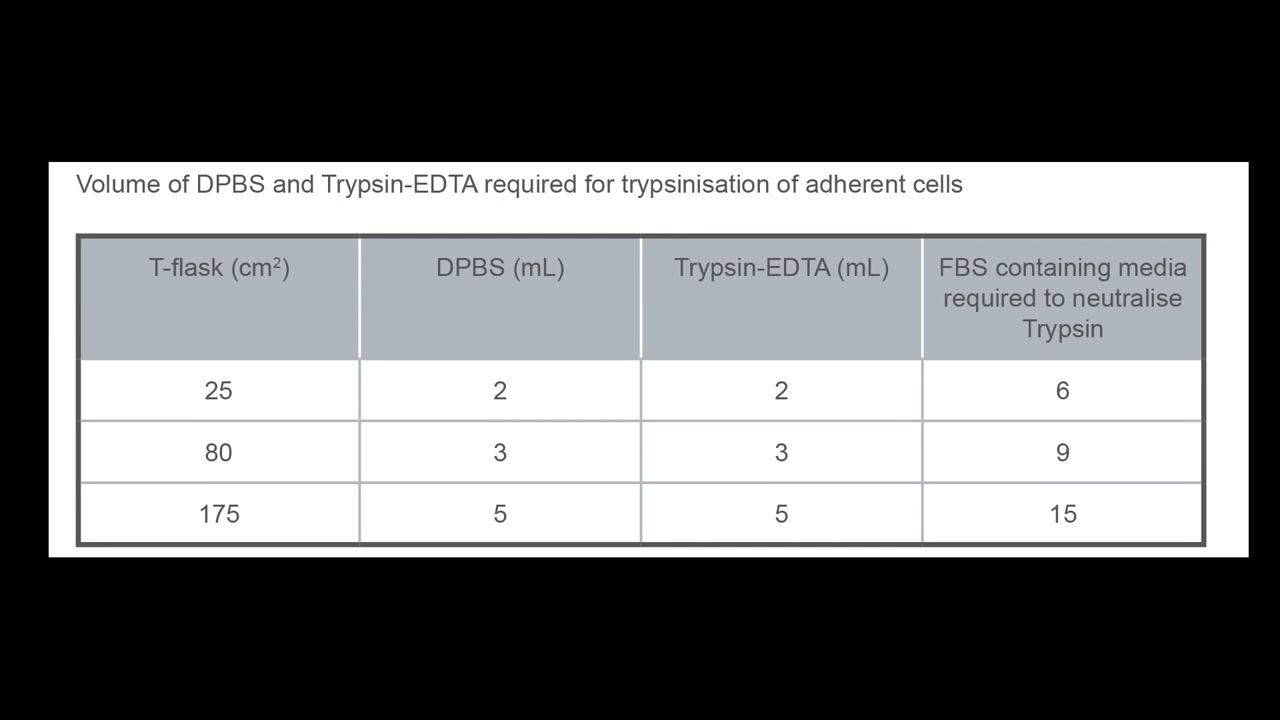 Volume of DPBS and Trypsin-EDTA required for trypsinisation of adherent cells
T-flask (cm²) DPBS (mL) Trypsin-EDTA (mL) FBS containing media
required to neutralise
Trypsin
25 2 2 6
80 3 3 9
175 5 5 15